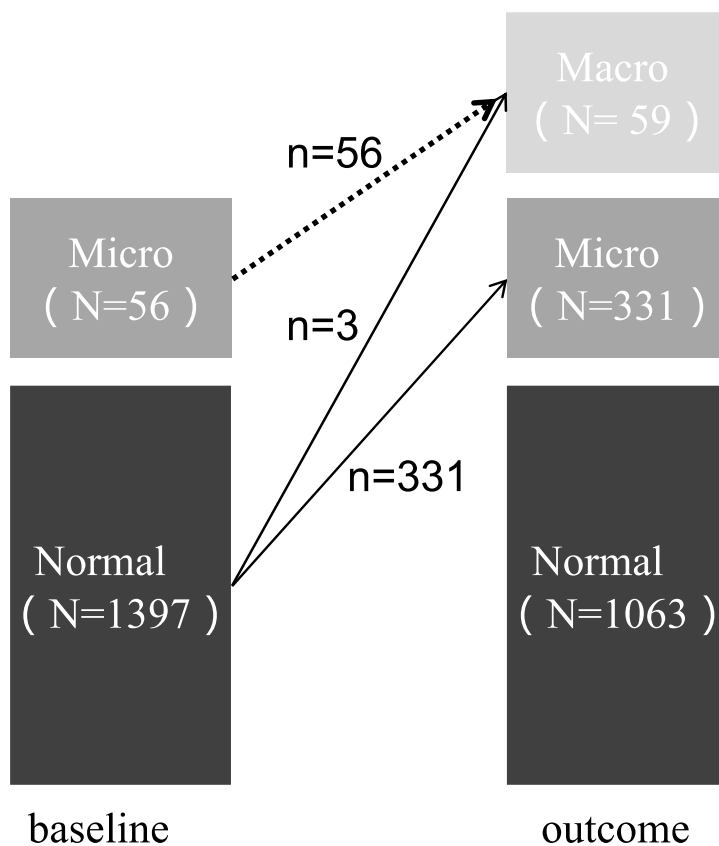 Macro
( N= 59 )
n=56
Micro
( N=56 )
Micro
( N=331 )
n=3
n=331
Normal
( N=1397 )
Normal
( N=1063 )
baseline
outcome